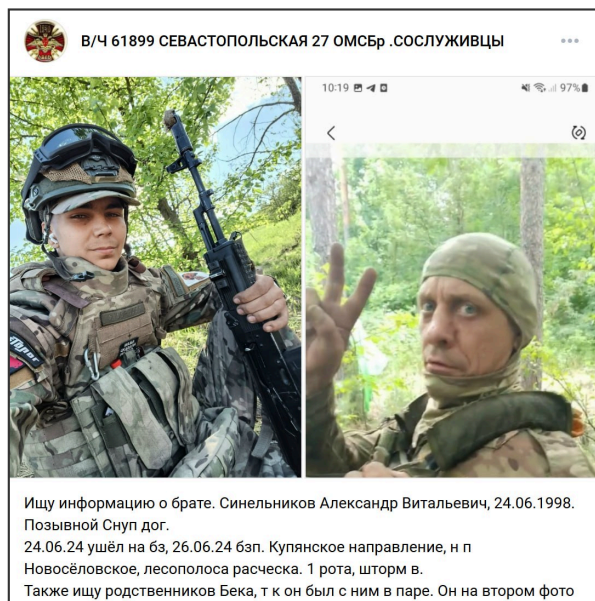 В/Ч 61899 СЕВАСТОПОЛЬСКАЯ 27 ОМСБр .СОСЛУЖИВЦЫ
10:19
97%
Ищу информацию о брате. Синельников Александр Витальевич, 24.06.1998.
Позывной Снуп дог.
24.06.24 ушёл на бз, 26.06.24 бзп. Купянское направление, н п
Новосёловское, лесополоса расческа. 1 рота, шторм в.
Также ищу родственников Бека, т к он был с ним в паре. Он на втором фото